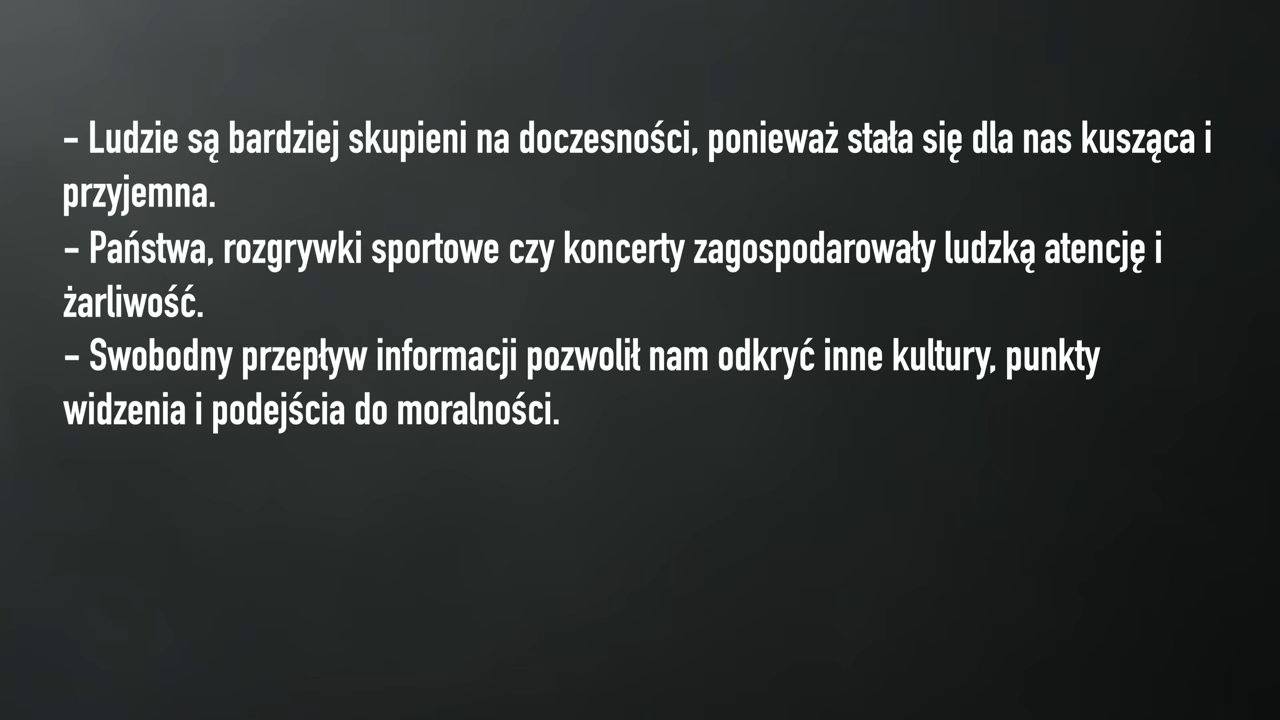 – Ludzie są bardziej skupieni na doczesności, ponieważ stała się dla nas kusząca i
przyjemna.
– Państwa, rozgrywki sportowe czy koncerty zagospodarowały ludzką atencję i
żarliwość.
– Swobodny przepływ informacji pozwolił nam odkryć inne kultury, punkty
widzenia i podejścia do moralności.